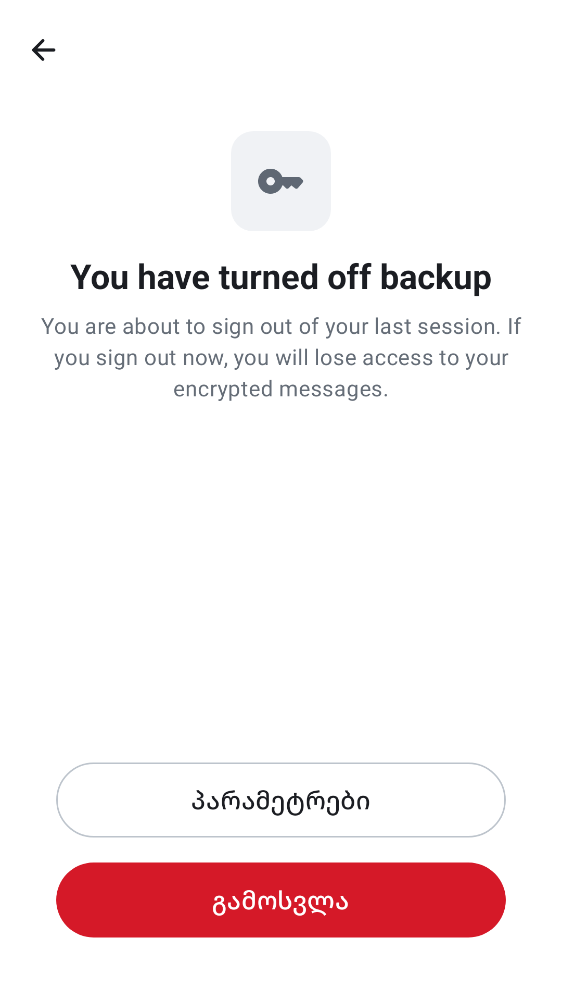 You have turned off backup
You are about to sign out of your last session. If
you sign out now, you will lose access to your
encrypted messages.
პარამეტრები
გამოსვლა